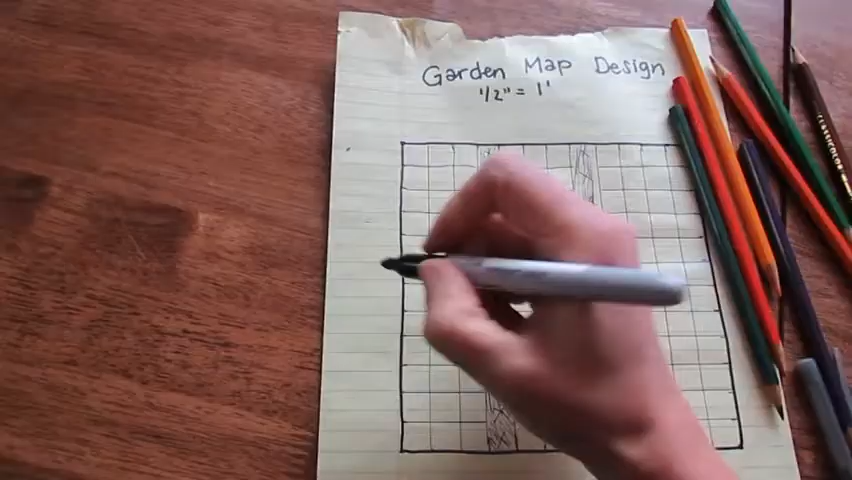 Garden Map Design
1/2" = 1'